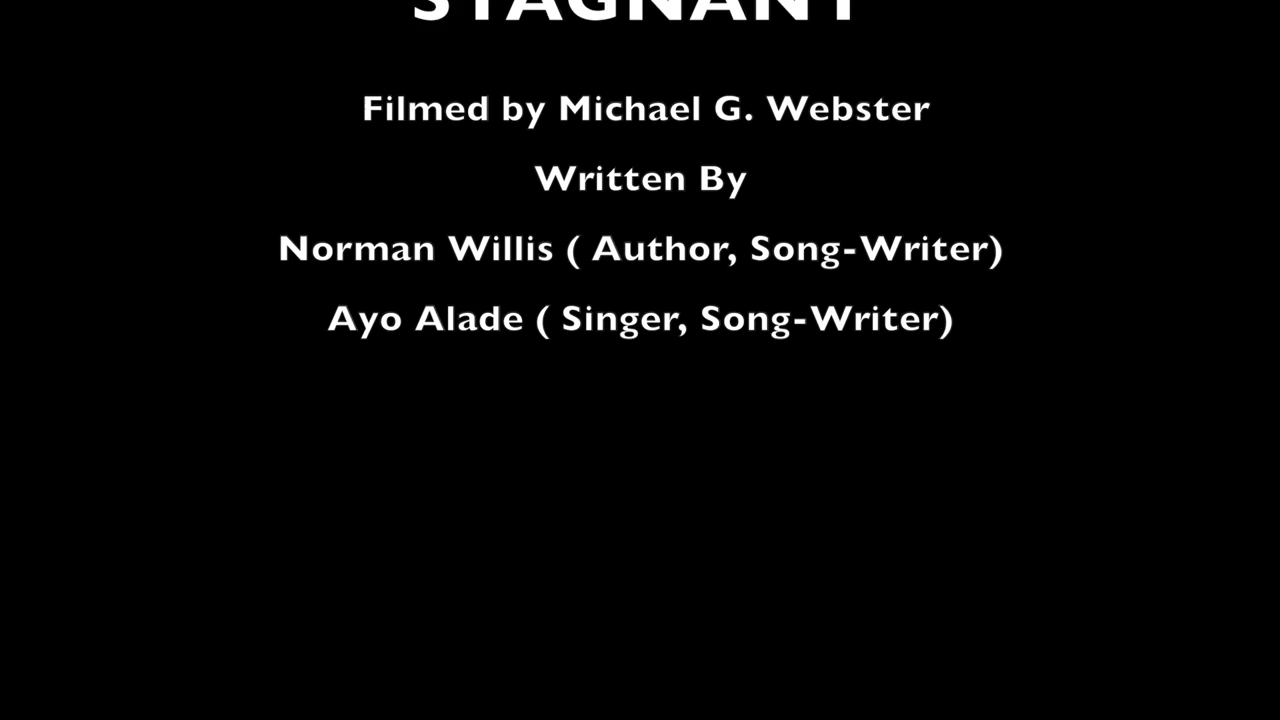 STAGNANT
Filmed by Michael G. Webster
Written By
Norman Willis ( Author, Song-Writer)
Ayo Alade ( Singer, Song-Writer)